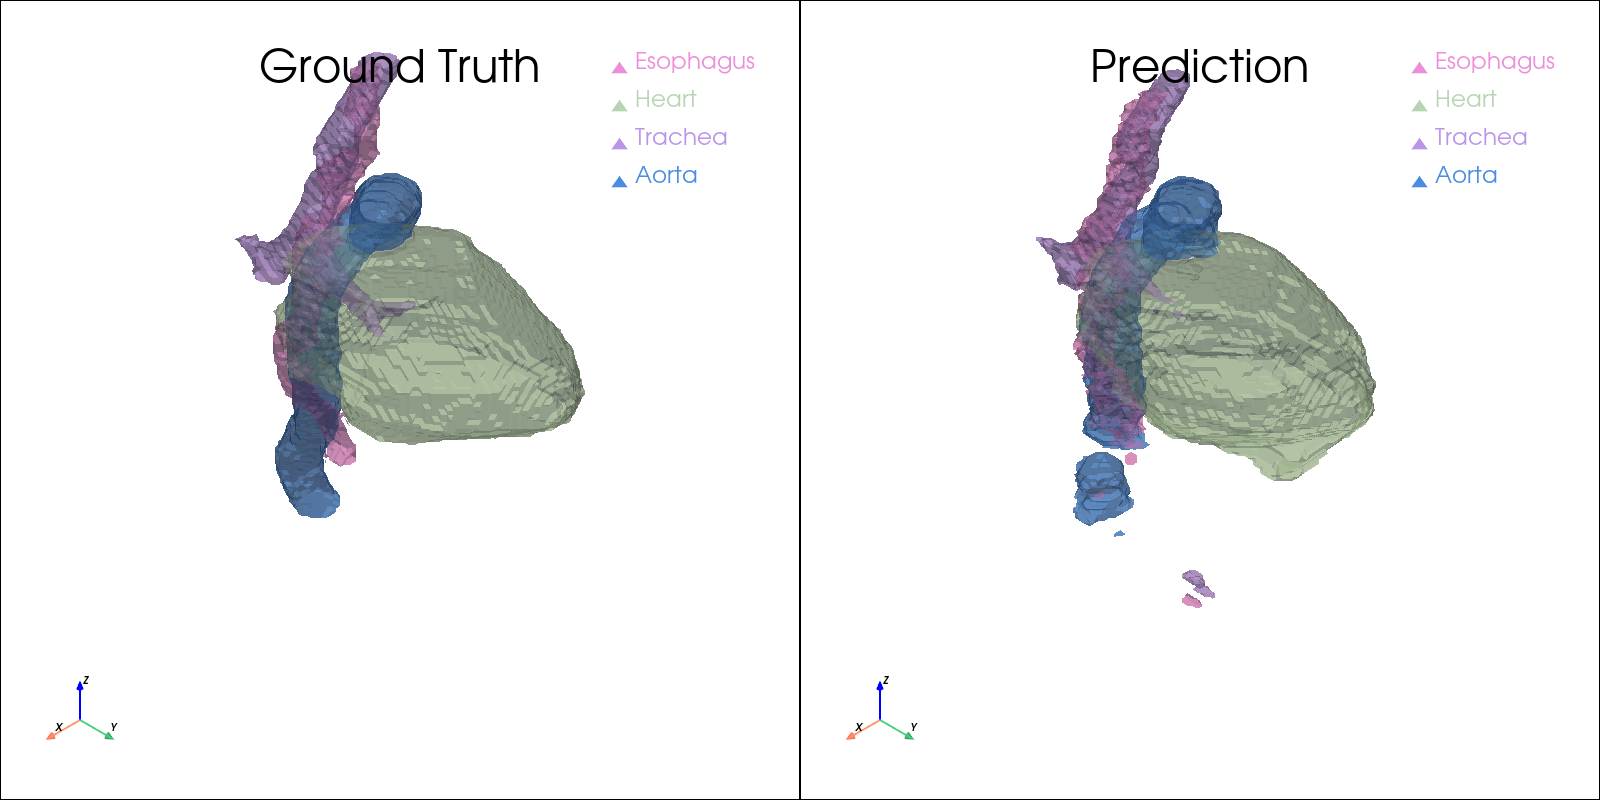 Ground Truth
Esophagus
Heart
Trachea
Aorta
Z
X
Y
Prediction
Esophagus
Heart
Trachea
Aorta
Z
X
Y